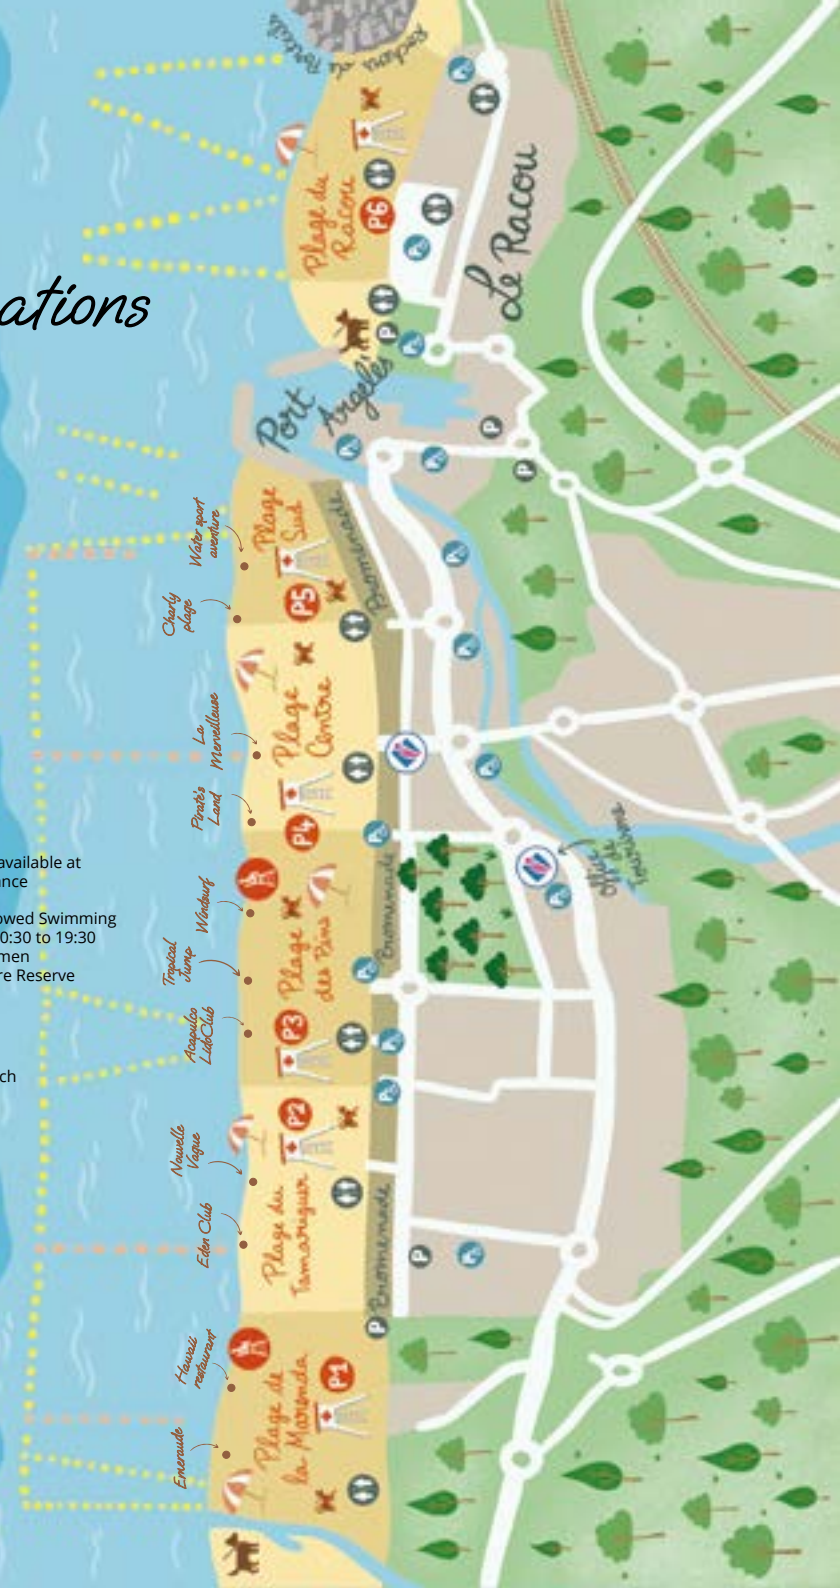 Rochers de Porteils
Plage du
Racou
P6
Le Racou
ations
P
Port
Argelès
P
P
Water sport
aventure
Plage
Sud
P5
Promenade
Charly
plage
La
Merveilleuse
Plage
Centre
Pirate's
Land
P4
Office
de
Tourisme
available at
ance
owed Swimming
0:30 to 19:30
men
re Reserve
ch
Windsurf
Tropical
Jump
Plage
des Pins
Promenade
Acapulco
LidoClub
P3
P2
Nouvelle
Vague
Eden Club
Plage du
Tamariguer
Promenade
P
P
Hawaii
restaurant
Plage de
la Marenda
P1
Emeraude